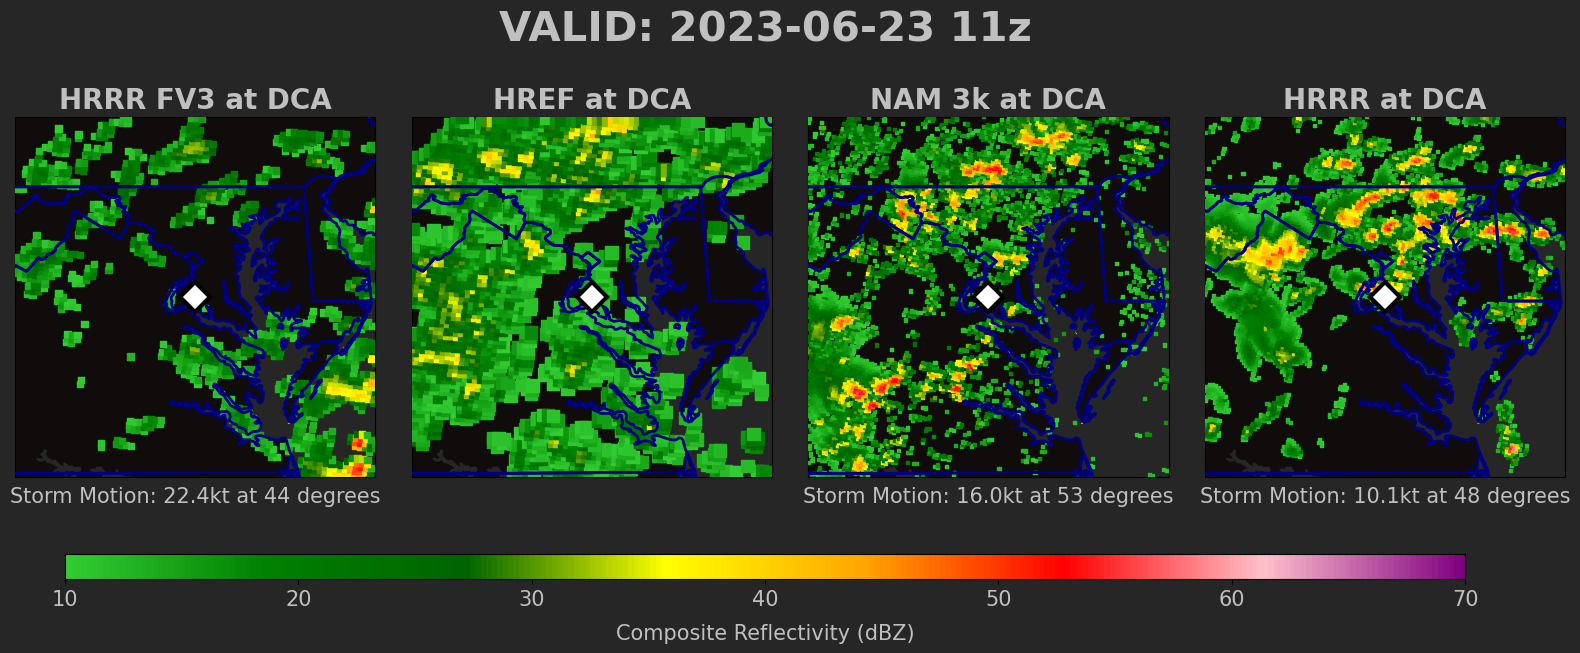 VALID: 2023-06-23 11z
HRRR FV3 at DCA
HREF at DCA
NAM 3k at DCA
HRRR at DCA
Storm Motion: 22.4kt at 44 degrees
Storm Motion: 16.0kt at 53 degrees
Storm Motion: 10.1kt at 48 degrees
10 20 30 40 50 60 70
Composite Reflectivity (dBZ)